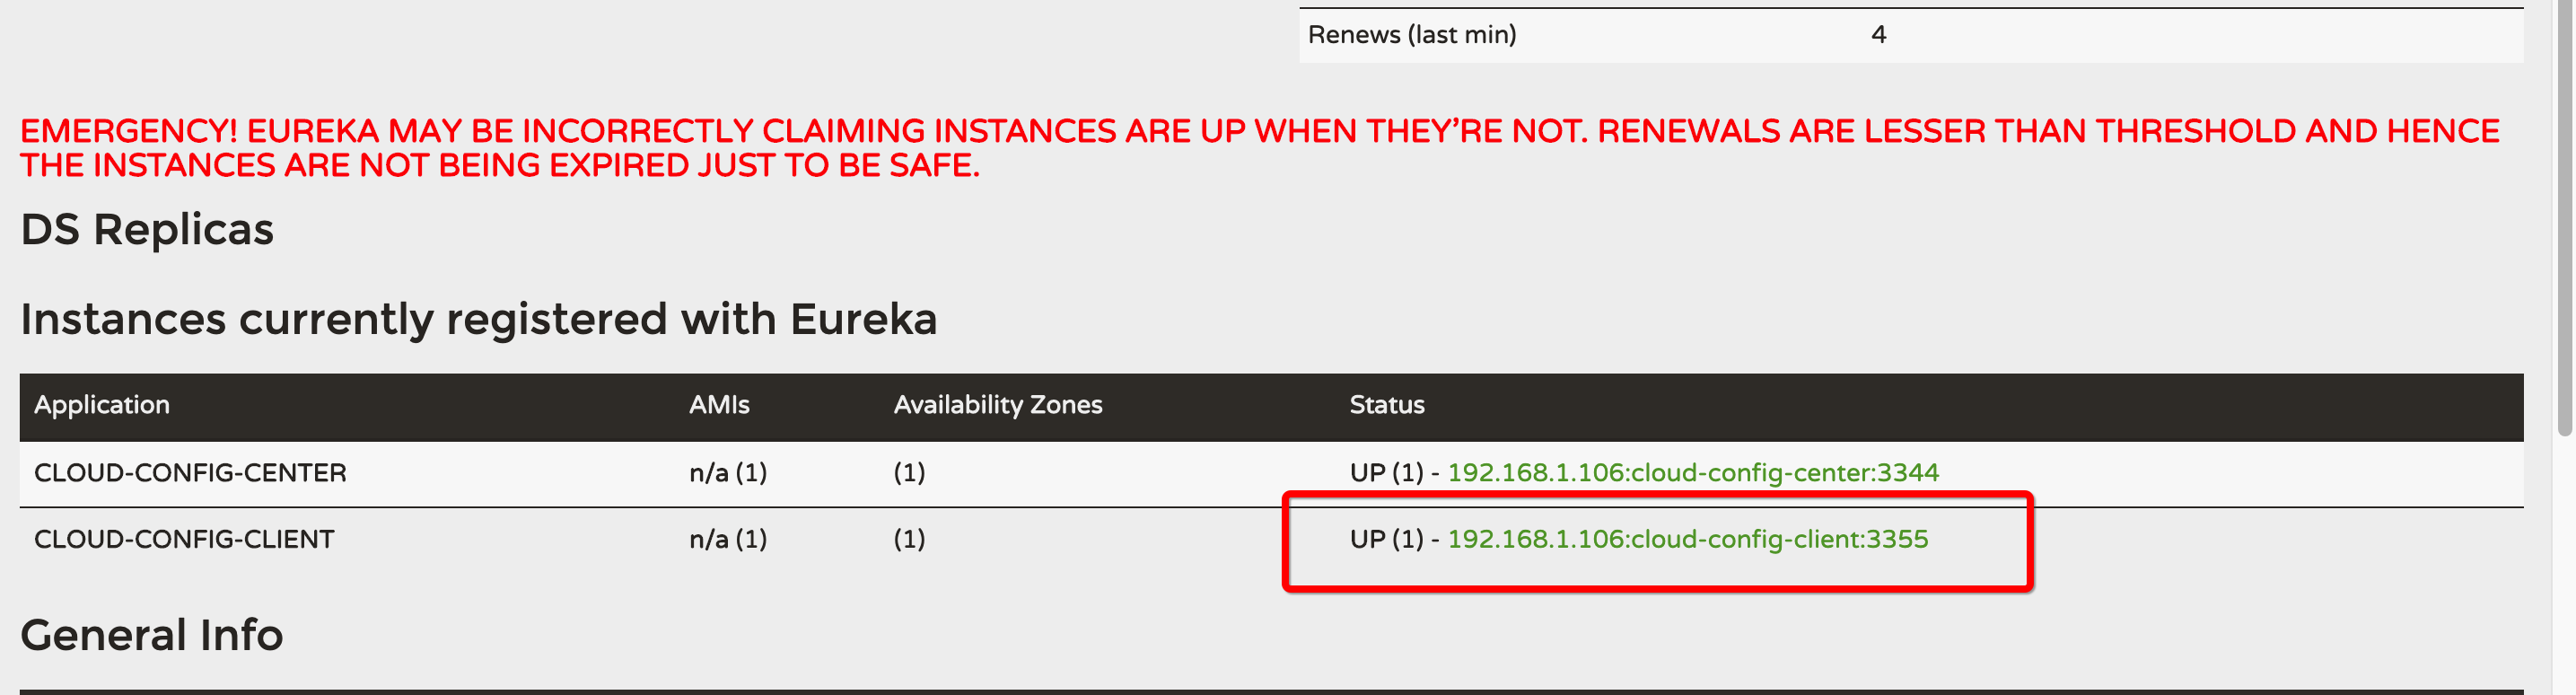 Renews (last min) 4
EMERGENCY! EUREKA MAY BE INCORRECTLY CLAIMING INSTANCES ARE UP WHEN THEY’RE NOT. RENEWALS ARE LESSER THAN THRESHOLD AND HENCE
THE INSTANCES ARE NOT BEING EXPIRED JUST TO BE SAFE.
DS Replicas
Instances currently registered with Eureka
Application AMIs Availability Zones Status
CLOUD-CONFIG-CENTER n/a (1) (1) UP (1) - 192.168.1.106:cloud-config-center:3344
CLOUD-CONFIG-CLIENT n/a (1) (1) UP (1) - 192.168.1.106:cloud-config-client:3355
General Info